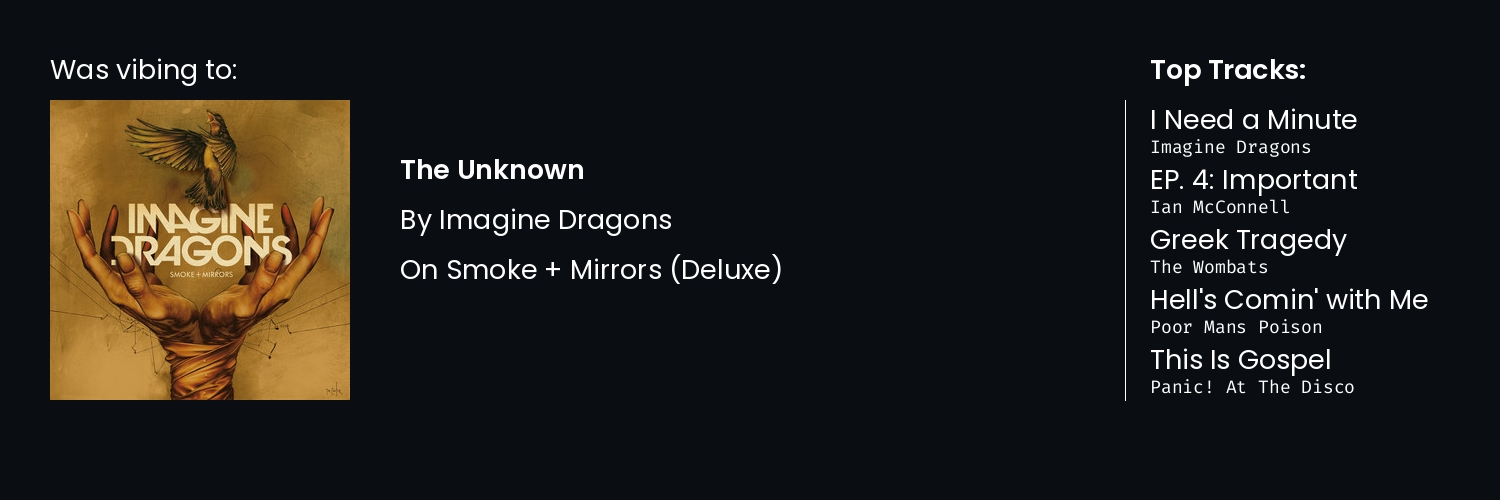 Was vibing to:
IMAGINE
DRAGONS
SMOKE + MIRRORS
The Unknown
By Imagine Dragons
On Smoke + Mirrors (Deluxe)
Top Tracks:
I Need a Minute
Imagine Dragons
EP. 4: Important
Ian McConnell
Greek Tragedy
The Wombats
Hell's Comin' with Me
Poor Mans Poison
This Is Gospel
Panic! At The Disco